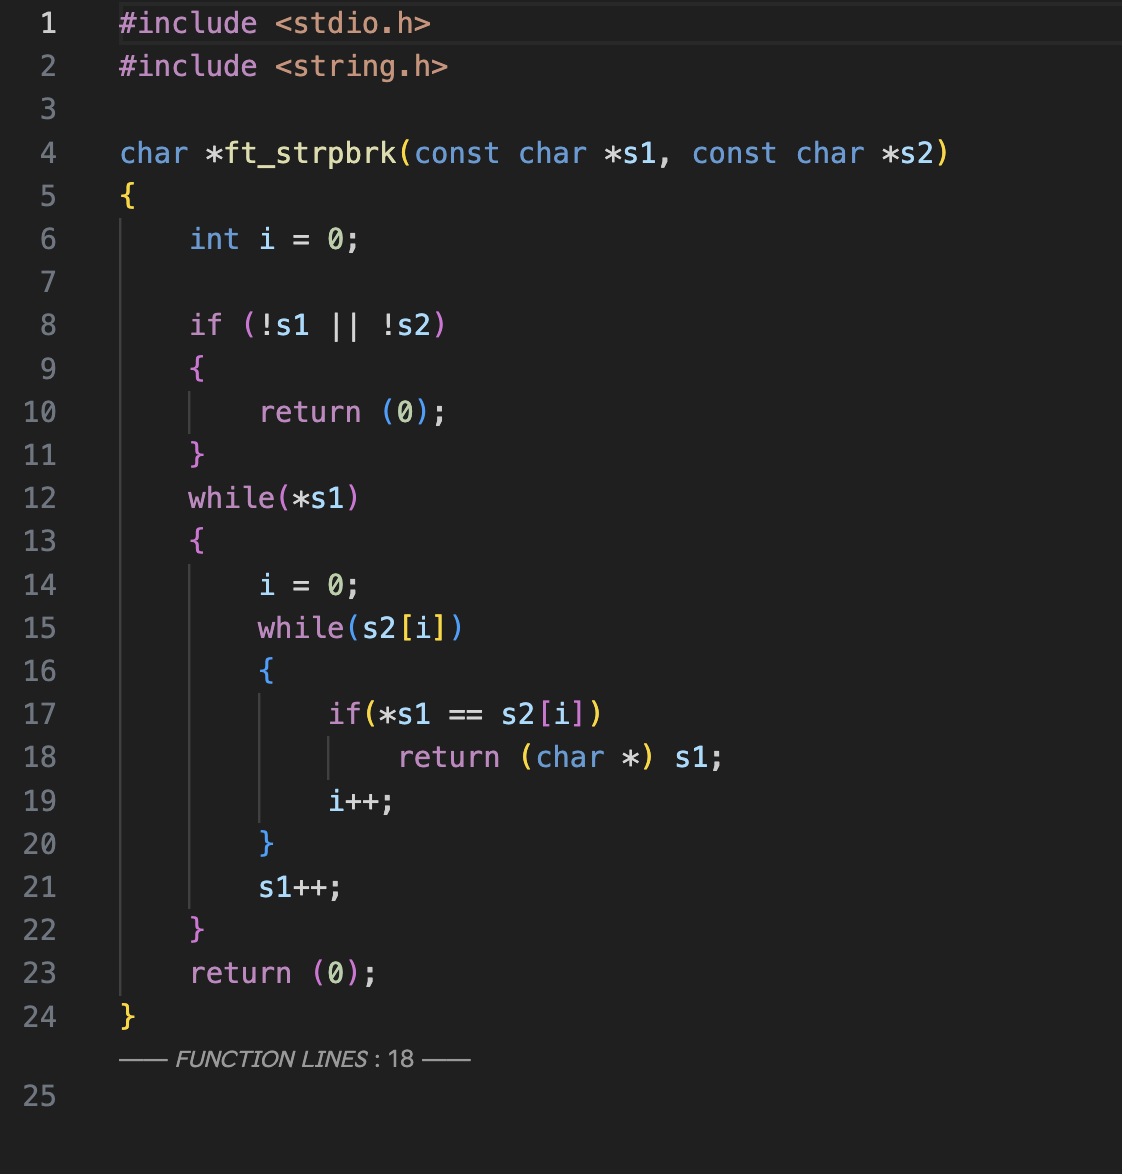 1 #include <stdio.h>
2 #include <string.h>
3
4 char *ft_strpbrk(const char *s1, const char *s2)
5 {
6     int i = 0;
7
8     if (!s1 || !s2)
9     {
10         return (0);
11     }
12     while(*s1)
13     {
14         i = 0;
15         while(s2[i])
16         {
17             if(*s1 == s2[i])
18                 return (char *) s1;
19             i++;
20         }
21         s1++;
22     }
23     return (0);
24 }
—— FUNCTION LINES : 18 ——
25